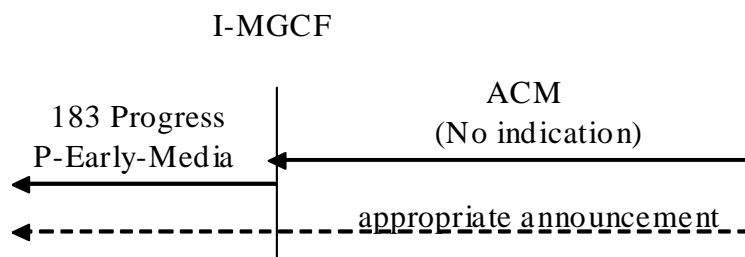 I-MGCF
ACM
(No indication)
183 Progress
P-Early-Media
appropriate announcement